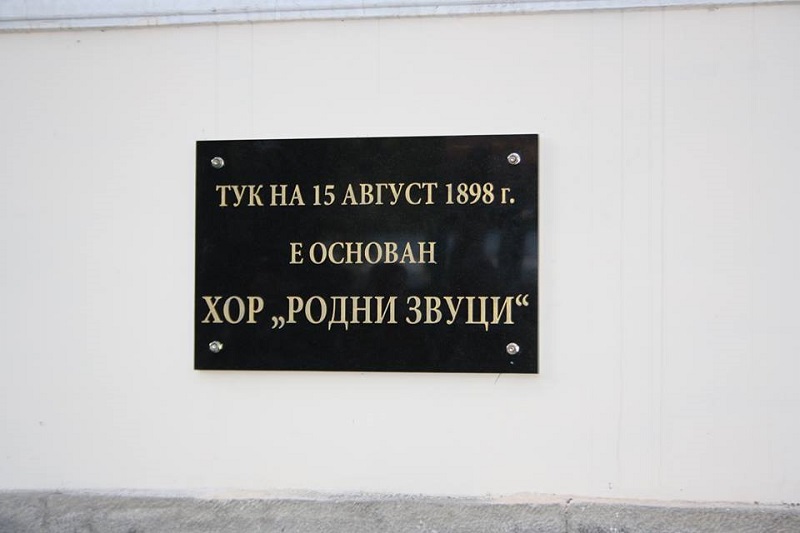 ТУК НА 15 АВГУСТ 1898 г.
Е ОСНОВАН
ХОР „РОДНИ ЗВУЦИ“